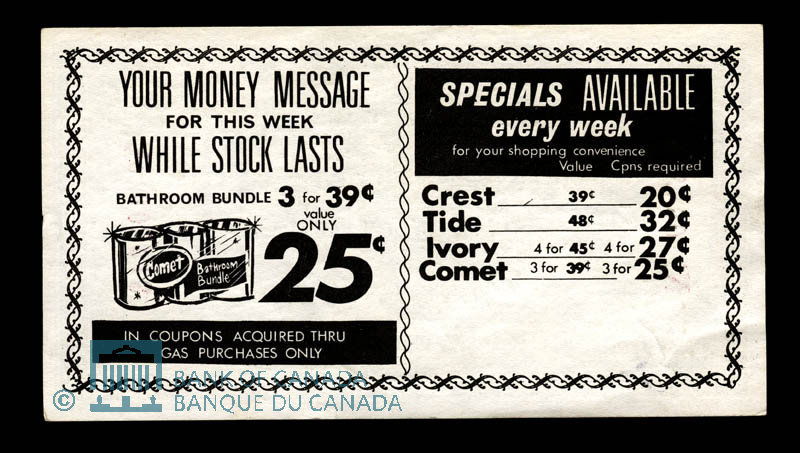 YOUR MONEY MESSAGE
FOR THIS WEEK
WHILE STOCK LASTS
BATHROOM BUNDLE 3 for 39¢
value
ONLY
25¢
Comet
Bathroom
Bundle
IN COUPONS ACQUIRED THRU
GAS PURCHASES ONLY
SPECIALS AVAILABLE
every week
for your shopping convenience
Value Cpns required
Crest 39¢ 20¢
Tide 48¢ 32¢
Ivory 4 for 45¢ 4 for 27¢
Comet 3 for 39¢ 3 for 25¢
© BANK OF CANADA
BANQUE DU CANADA